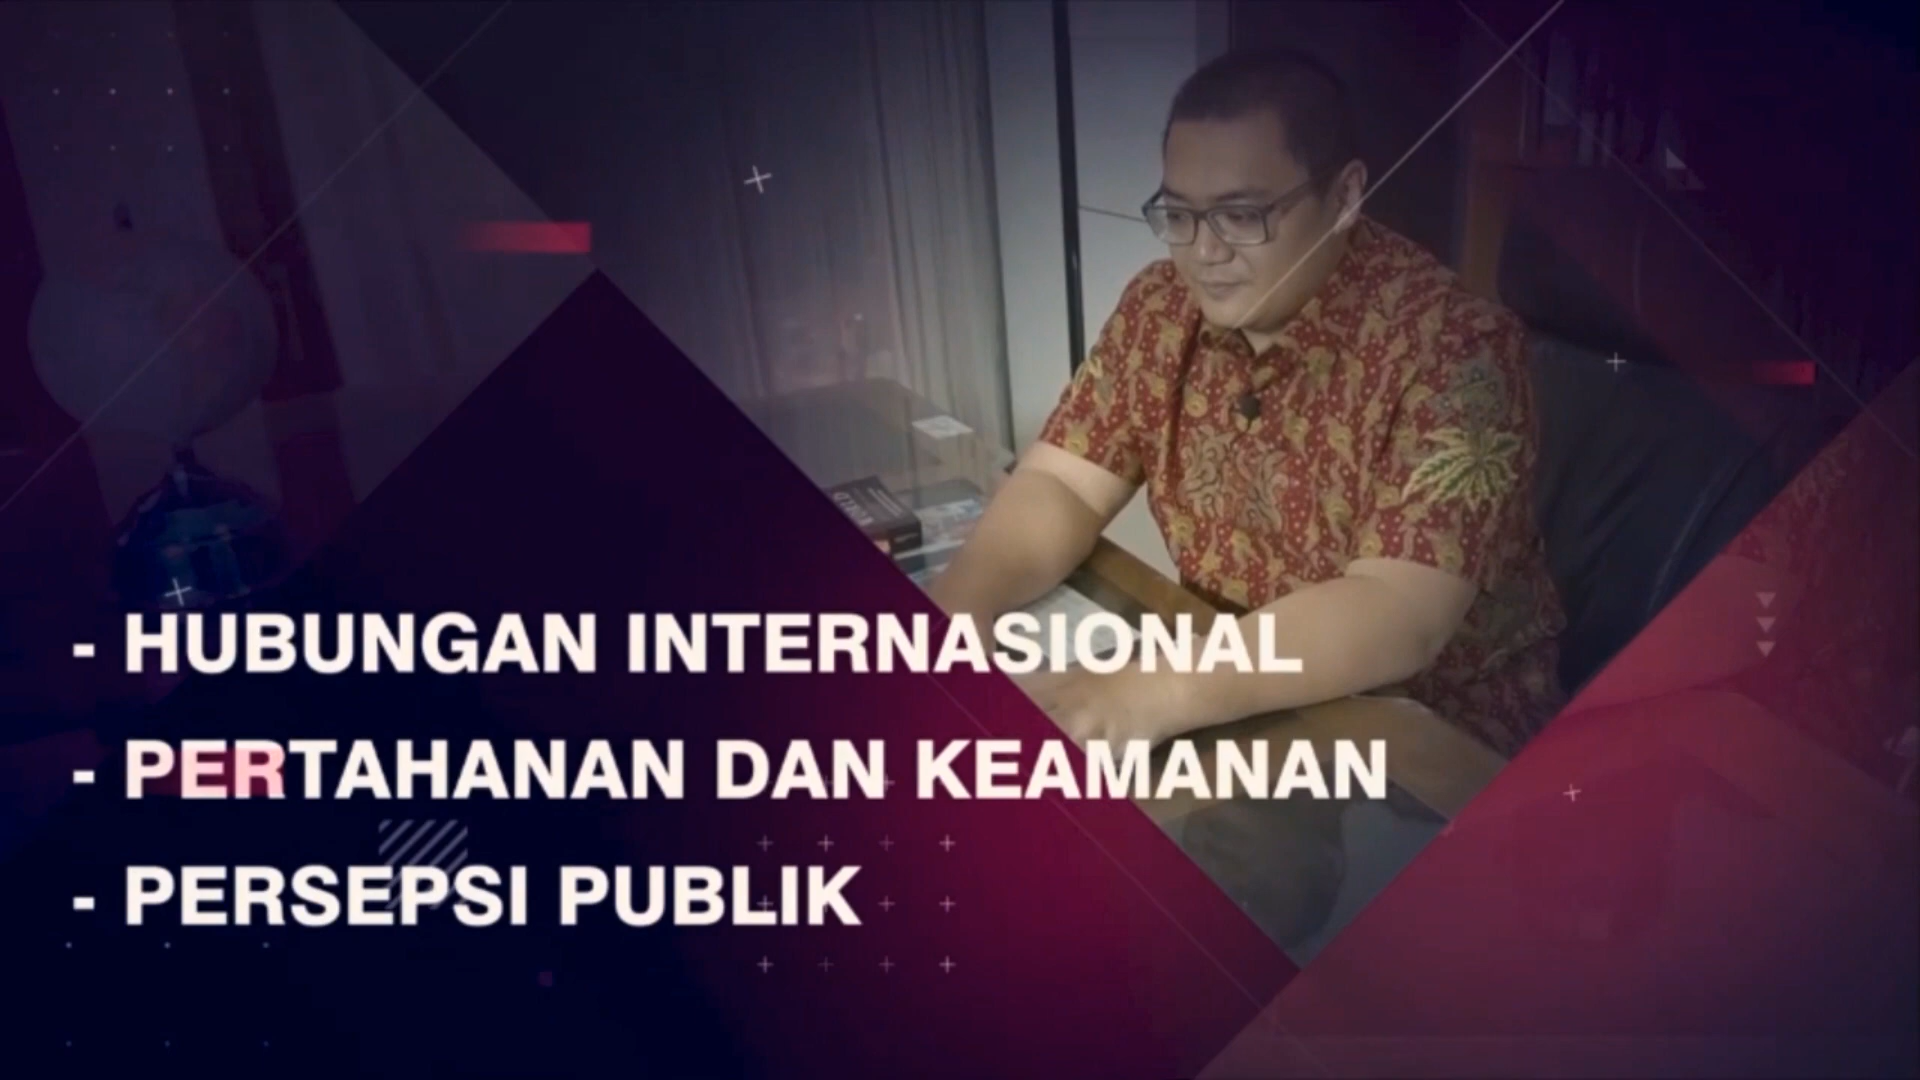 - HUBUNGAN INTERNASIONAL
- PERTAHANAN DAN KEAMANAN
- PERSEPSI PUBLIK